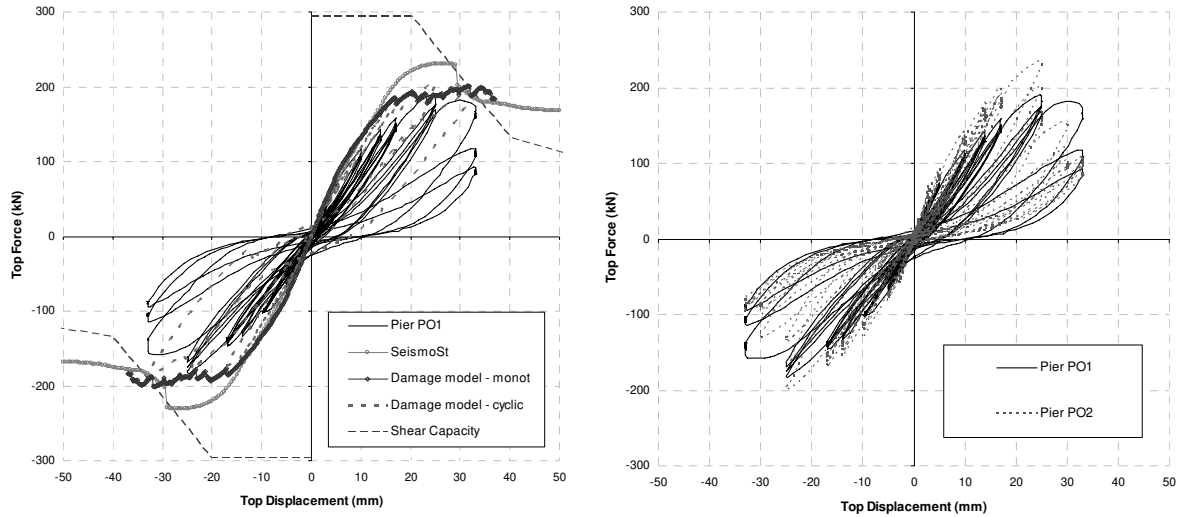 300
200
100
0
-100
-200
-300
-50 -40 -30 -20 -10 0 10 20 30 40 50
Top Displacement (mm)
Top Force (kN)
Pier PO1
SeismoSt
Damage model - monot
Damage model - cyclic
Shear Capacity
300
200
100
0
-100
-200
-300
-50 -40 -30 -20 -10 0 10 20 30 40 50
Top Displacement (mm)
Top Force (kN)
Pier PO1
Pier PO2